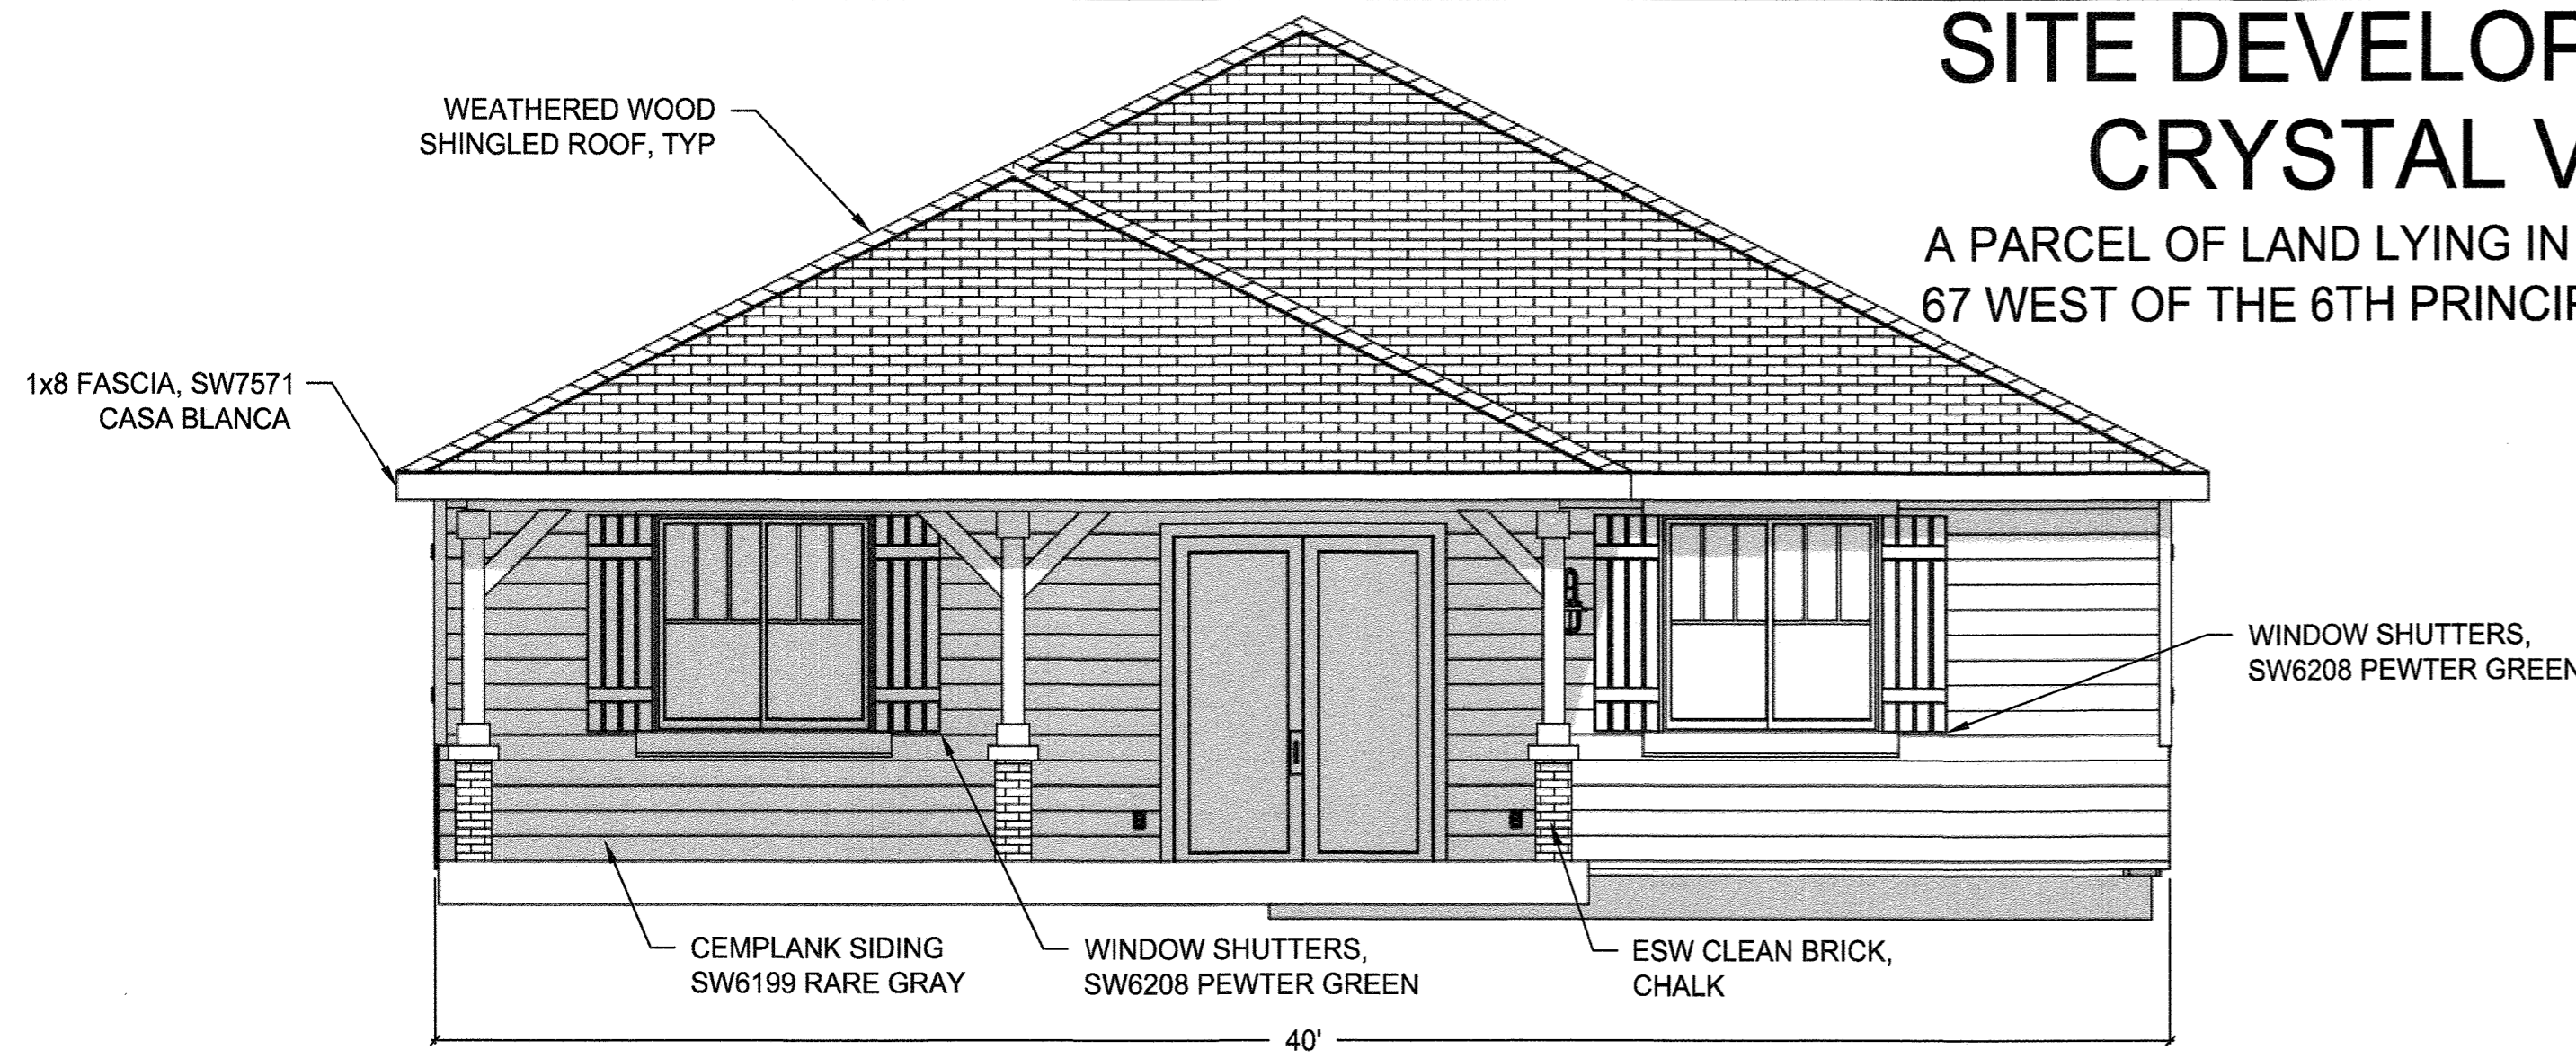 SITE DEVELOP
CRYSTAL V
A PARCEL OF LAND LYING IN
67 WEST OF THE 6TH PRINCIP
WEATHERED WOOD
SHINGLED ROOF, TYP
1x8 FASCIA, SW7571
CASA BLANCA
WINDOW SHUTTERS,
SW6208 PEWTER GREEN
CEMPLANK SIDING
SW6199 RARE GRAY
WINDOW SHUTTERS,
SW6208 PEWTER GREEN
ESW CLEAN BRICK,
CHALK
40'